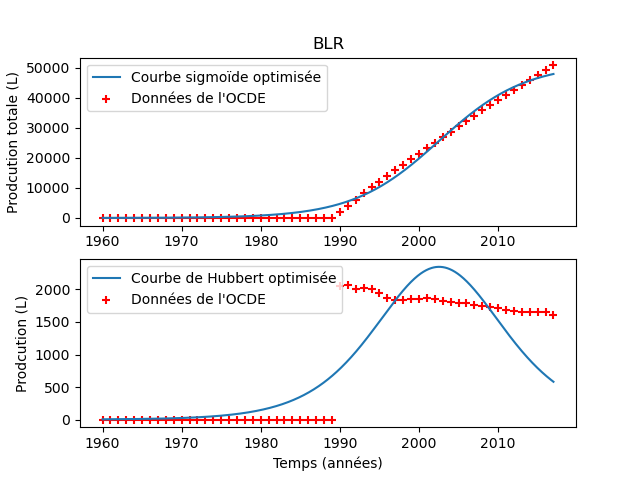 BLR
Prodcution totale (L)
50000
40000
30000
20000
10000
0
Courbe sigmoïde optimisée
Données de l'OCDE
1960 1970 1980 1990 2000 2010
Prodcution (L)
2000
1500
1000
500
0
Courbe de Hubbert optimisée
Données de l'OCDE
1960 1970 1980 1990 2000 2010
Temps (années)